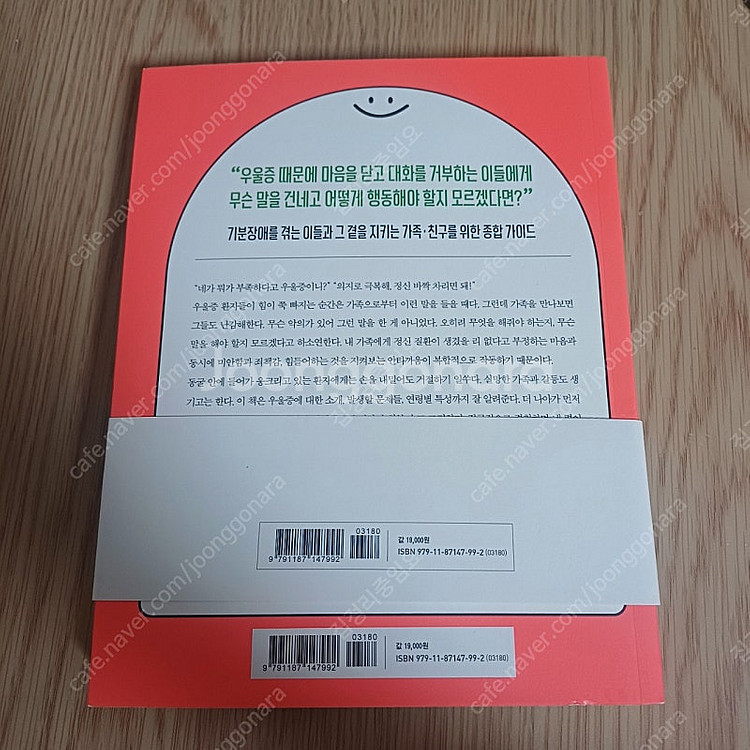 “우울증 때문에 마음을 닫고 대화를 거부하는 이들에게
무슨 말을 건네고 어떻게 행동해야 할지 모르겠다면?”
기분장애를 겪는 이들과 그 곁을 지키는 가족·친구를 위한 종합 가이드
“네가 뭐가 부족하다고 우울증이니?” “의지로 극복해, 정신 바짝 차리면 돼!”
우울증 환자들이 힘이 쭉 빠지는 순간은 가족으로부터 이런 말을 들을 때다. 그런데 가족을 만나보면
그들도 난감해한다. 무슨 악의가 있어 그런 말을 한 게 아니었다. 오히려 무엇을 해줘야 하는지, 무슨
말을 해야 할지 모르겠다고 하소연한다. 내 가족에게 정신 질환이 생겼을 리 없다고 부정하는 마음과
동시에 미안함과 죄책감, 힘들어하는 것을 지켜보는 안타까움이 복합적으로 작동하기 때문이다.
동굴 안에 들어가 웅크리고 있는 환자에게는 손을 내밀어도 거절하기 일쑤다. 실망한 가족과 갈등도 생
기고는 한다. 이 책은 우울증에 대한 소개, 발생할 문제들, 연령별 특성까지 잘 알려준다. 더 나아가 먼저
03180
9 791187 147992
값 19,000원
ISBN 979-11-87147-99-2 (03180)
03180
9 791187 147992
값 19,000원
ISBN 979-11-87147-99-2 (03180)
joonggonara
cafe.naver.com/joonggonara